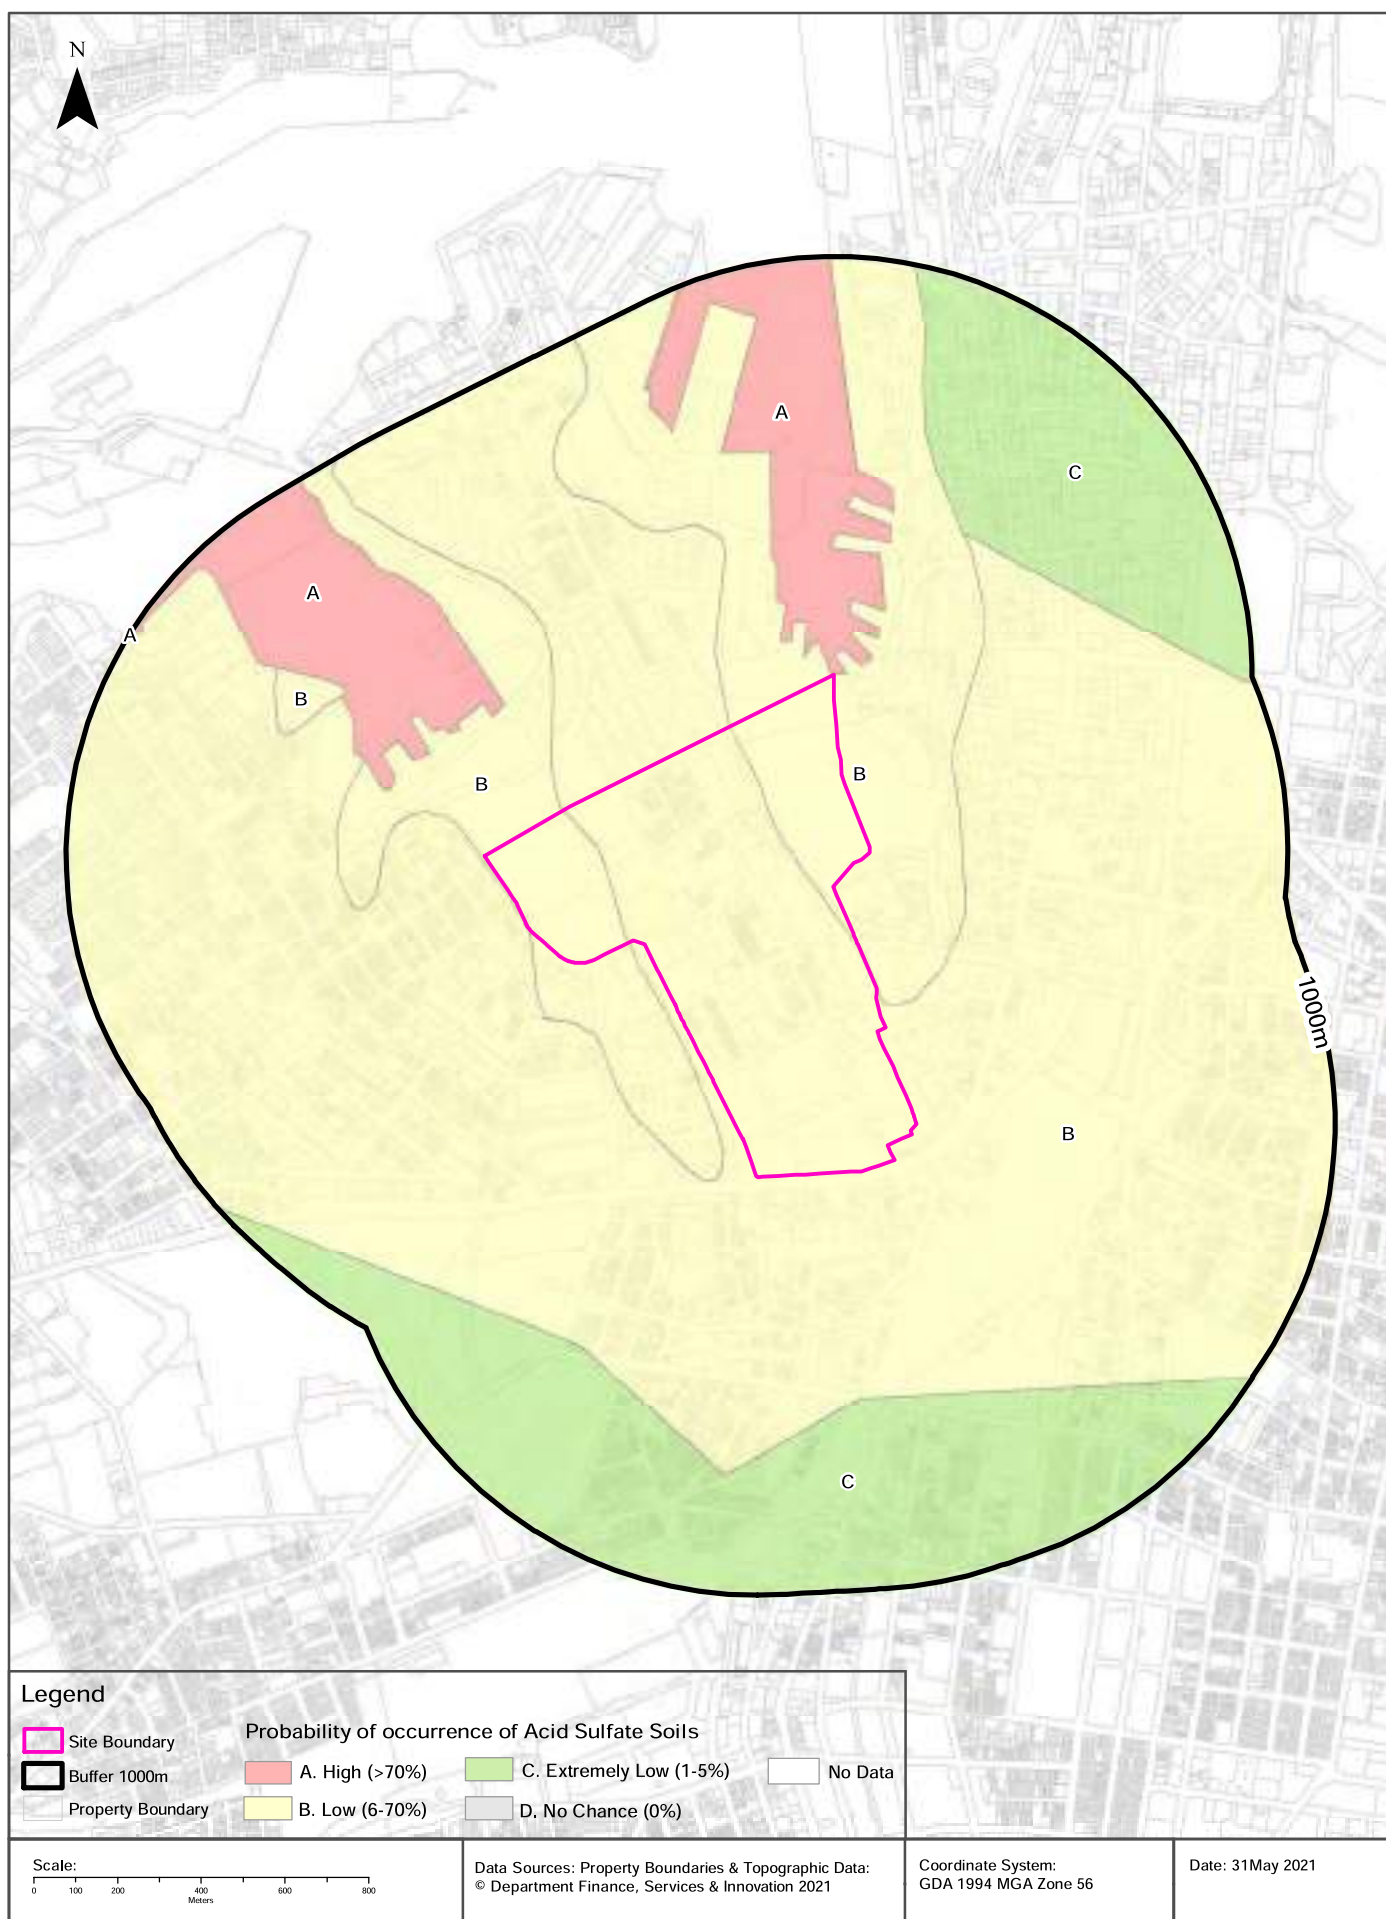 N
A
C
A
A
B
B
B
1000m
B
C
Legend
Site Boundary
Buffer 1000m
Property Boundary
Probability of occurrence of Acid Sulfate Soils
A. High (>70%)
B. Low (6-70%)
C. Extremely Low (1-5%)
D. No Chance (0%)
No Data
Scale:
0 100 200 400 600 800
Meters
Data Sources: Property Boundaries & Topographic Data:
© Department Finance, Services & Innovation 2021
Coordinate System:
GDA 1994 MGA Zone 56
Date: 31May 2021